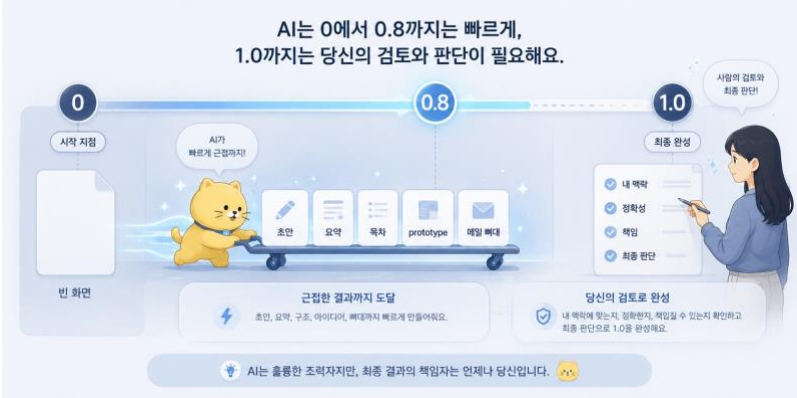 AI는 0에서 0.8까지는 빠르게,
1.0까지는 당신의 검토와 판단이 필요해요.
0
0.8
1.0
시작 지점
최종 완성
사람의 검토와
최종 판단!
AI가
빠르게 근접까지!
빈 화면
초안
요약
목차
prototype
메일 뼈대
내 맥락
정확성
책임
최종 판단
근접한 결과까지 도달
초안, 요약, 구조, 아이디어, 뼈대까지 빠르게 만들어줘요.
당신의 검토로 완성
내 맥락에 맞는지, 정확한지, 책임질 수 있는지 확인하고
최종 판단으로 1.0을 완성해요.
AI는 훌륭한 조력자지만, 최종 결과의 책임자는 언제나 당신입니다.